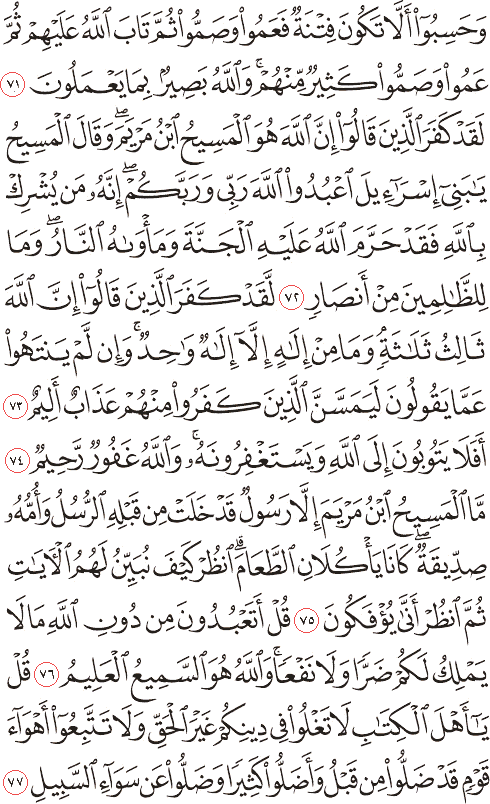 وَحَسِبُوٓا۟ أَلَّا تَكُونَ فِتْنَةٌ فَعَمُوا۟ وَصَمُّوا۟ ثُمَّ تَابَ ٱللَّهُ عَلَيْهِمْ ثُمَّ
عَمُوا۟ وَصَمُّوا۟ كَثِيرٌ مِّنْهُمْ ۚ وَٱللَّهُ بَصِيرٌۢ بِمَا يَعْمَلُونَ ٧١
لَقَدْ كَفَرَ ٱلَّذِينَ قَالُوٓا۟ إِنَّ ٱللَّهَ هُوَ ٱلْمَسِيحُ ٱبْنُ مَرْيَمَ ۖ وَقَالَ ٱلْمَسِيحُ
يَـٰبَنِىٓ إِسْرَٰٓءِيلَ ٱعْبُدُوا۟ ٱللَّهَ رَبِّى وَرَبَّكُمْ ۖ إِنَّهُۥ مَن يُشْرِكْ
بِٱللَّهِ فَقَدْ حَرَّمَ ٱللَّهُ عَلَيْهِ ٱلْجَنَّةَ وَمَأْوَىٰهُ ٱلنَّارُ ۖ وَمَا
لِلظَّـٰلِمِينَ مِنْ أَنصَارٍ ٧٢ لَّقَدْ كَفَرَ ٱلَّذِينَ قَالُوٓا۟ إِنَّ ٱللَّهَ
ثَالِثُ ثَلَـٰثَةٍ ۘ وَمَا مِنْ إِلَـٰهٍ إِلَّآ إِلَـٰهٌ وَٰحِدٌ ۚ وَإِن لَّمْ يَنتَهُوا۟
عَمَّا يَقُولُونَ لَيَمَسَّنَّ ٱلَّذِينَ كَفَرُوا۟ مِنْهُمْ عَذَابٌ أَلِيمٌ ٧٣
أَفَلَا يَتُوبُونَ إِلَى ٱللَّهِ وَيَسْتَغْفِرُونَهُۥ ۚ وَٱللَّهُ غَفُورٌ رَّحِيمٌ ٧٤
مَّا ٱلْمَسِيحُ ٱبْنُ مَرْيَمَ إِلَّا رَسُولٌ قَدْ خَلَتْ مِن قَبْلِهِ ٱلرُّسُلُ وَأُمُّهُۥ
صِدِّيقَةٌ ۖ كَانَا يَأْكُلَانِ ٱلطَّعَامَ ۗ ٱنظُرْ كَيْفَ نُبَيِّنُ لَهُمُ ٱلْـَٔايَـٰتِ
ثُمَّ ٱنظُرْ أَنَّىٰ يُؤْفَكُونَ ٧٥ قُلْ أَتَعْبُدُونَ مِن دُونِ ٱللَّهِ مَا لَا
يَمْلِكُ لَكُمْ ضَرًّا وَلَا نَفْعًا ۚ وَٱللَّهُ هُوَ ٱلسَّمِيعُ ٱلْعَلِيمُ ٧٦ قُلْ
يَـٰٓأَهْلَ ٱلْكِتَـٰبِ لَا تَغْلُوا۟ فِى دِينِكُمْ غَيْرَ ٱلْحَقِّ وَلَا تَتَّبِعُوٓا۟ أَهْوَآءَ
قَوْمٍ قَدْ ضَلُّوا۟ مِن قَبْلُ وَأَضَلُّوا۟ كَثِيرًا وَضَلُّوا۟ عَن سَوَآءِ ٱلسَّبِيلِ ٧٧